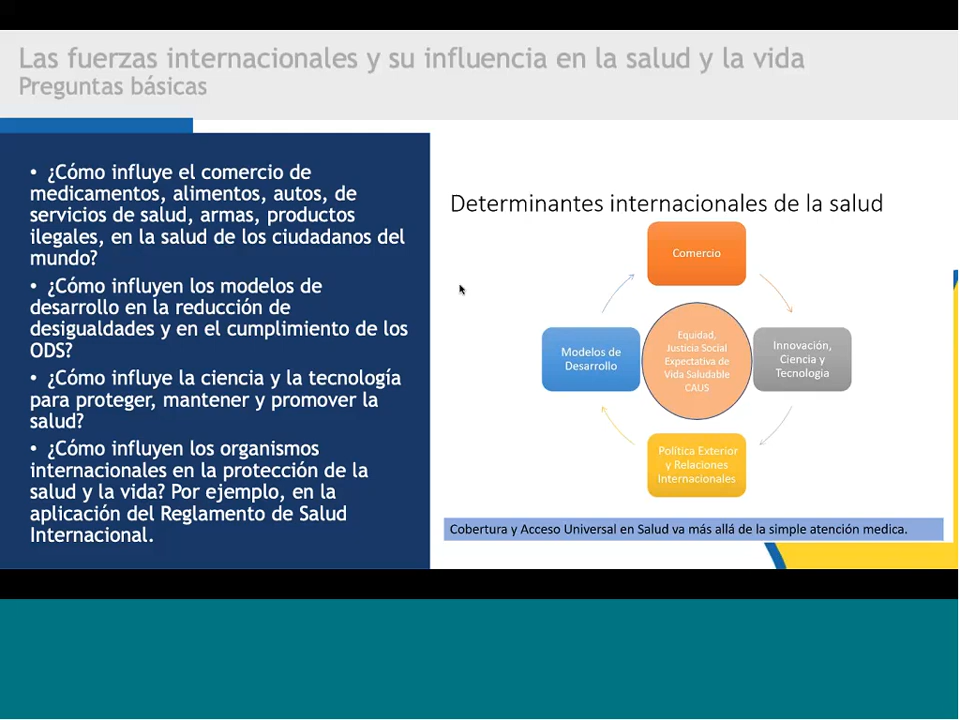 Las fuerzas internacionales y su influencia en la salud y la vida
Preguntas básicas
• ¿Cómo influye el comercio de
medicamentos, alimentos, autos, de
servicios de salud, armas, productos
ilegales, en la salud de los ciudadanos del
mundo?
• ¿Cómo influyen los modelos de
desarrollo en la reducción de
desigualdades y en el cumplimiento de los
ODS?
• ¿Cómo influye la ciencia y la tecnología
para proteger, mantener y promover la
salud?
• ¿Cómo influyen los organismos
internacionales en la protección de la
salud y la vida? Por ejemplo, en la
aplicación del Reglamento de Salud
Internacional.
Determinantes internacionales de la salud
Comercio
Modelos de
Desarrollo
Equidad,
Justicia Social
Expectativa de
Vida Saludable
CAUS
Innovación,
Ciencia y
Tecnología
Política Exterior
y Relaciones
Internacionales
Cobertura y Acceso Universal en Salud va más allá de la simple atención medica.